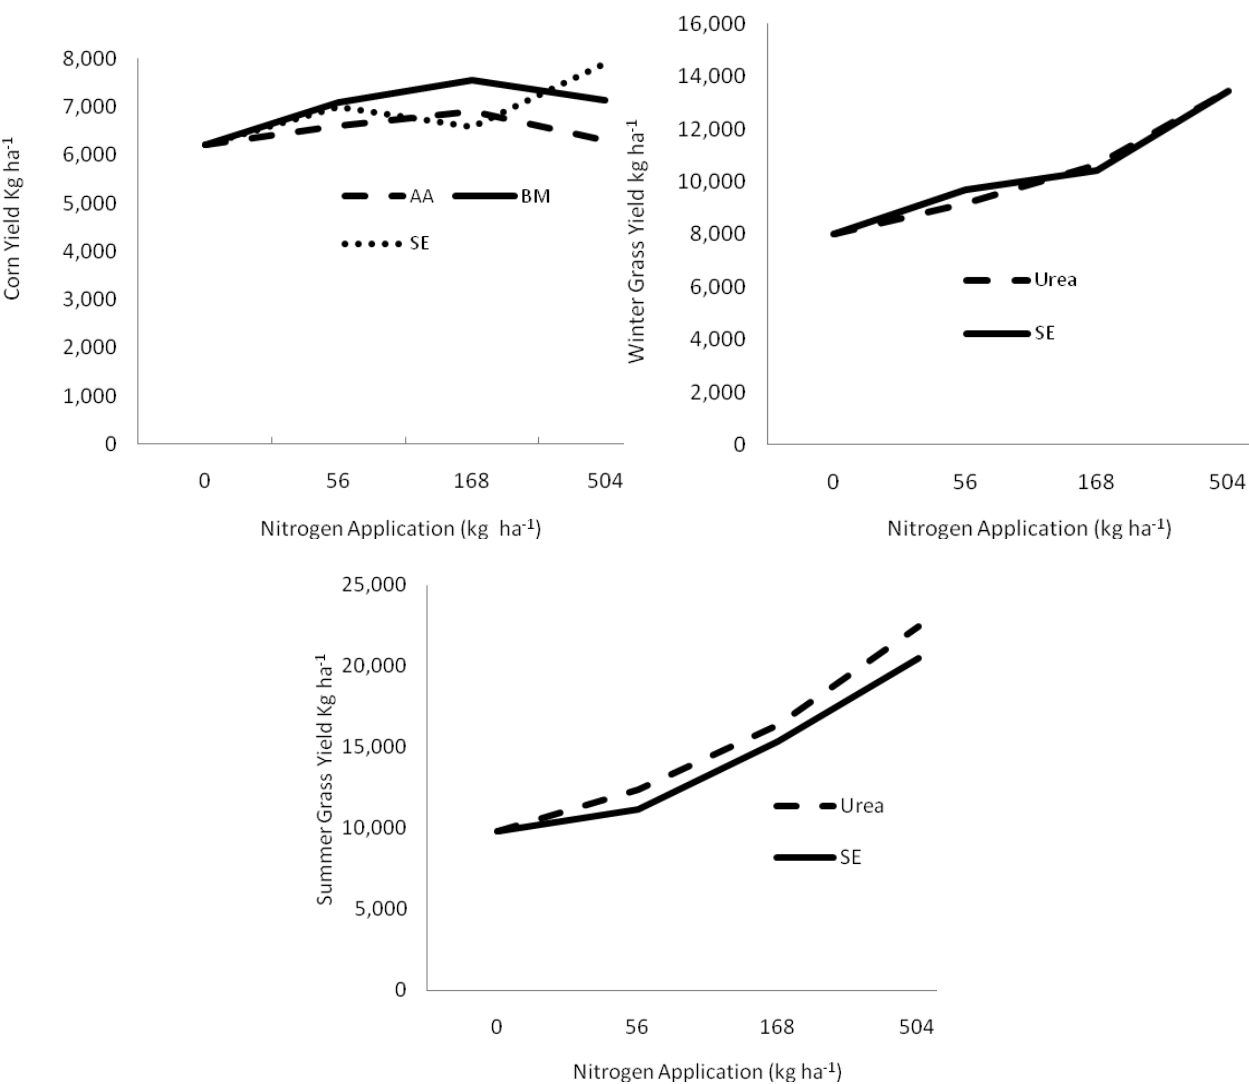 8,000
7,000
6,000
5,000
4,000
3,000
2,000
1,000
0
Corn Yield Kg ha-1
AA
BM
SE
0 56 168 504
Nitrogen Application (kg ha-1)
16,000
14,000
12,000
10,000
8,000
6,000
4,000
2,000
0
Winter Grass Yield kg ha-1
Urea
SE
0 56 168 504
Nitrogen Application (kg ha-1)
25,000
20,000
15,000
10,000
5,000
0
Summer Grass Yield Kg ha-1
Urea
SE
0 56 168 504
Nitrogen Application (kg ha-1)